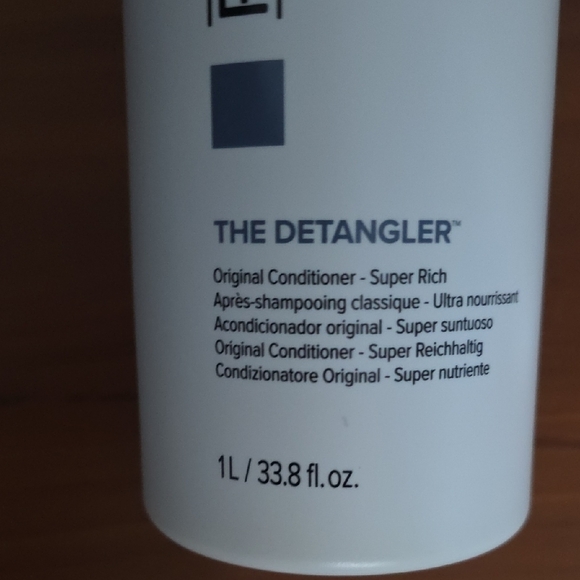 THE DETANGLER™
Original Conditioner - Super Rich
Après-shampooing classique - Ultra nourrissant
Acondicionador original - Super suntuoso
Original Conditioner - Super Reichhaltig
Condizionatore Original - Super nutriente
1L / 33.8 fl.oz.